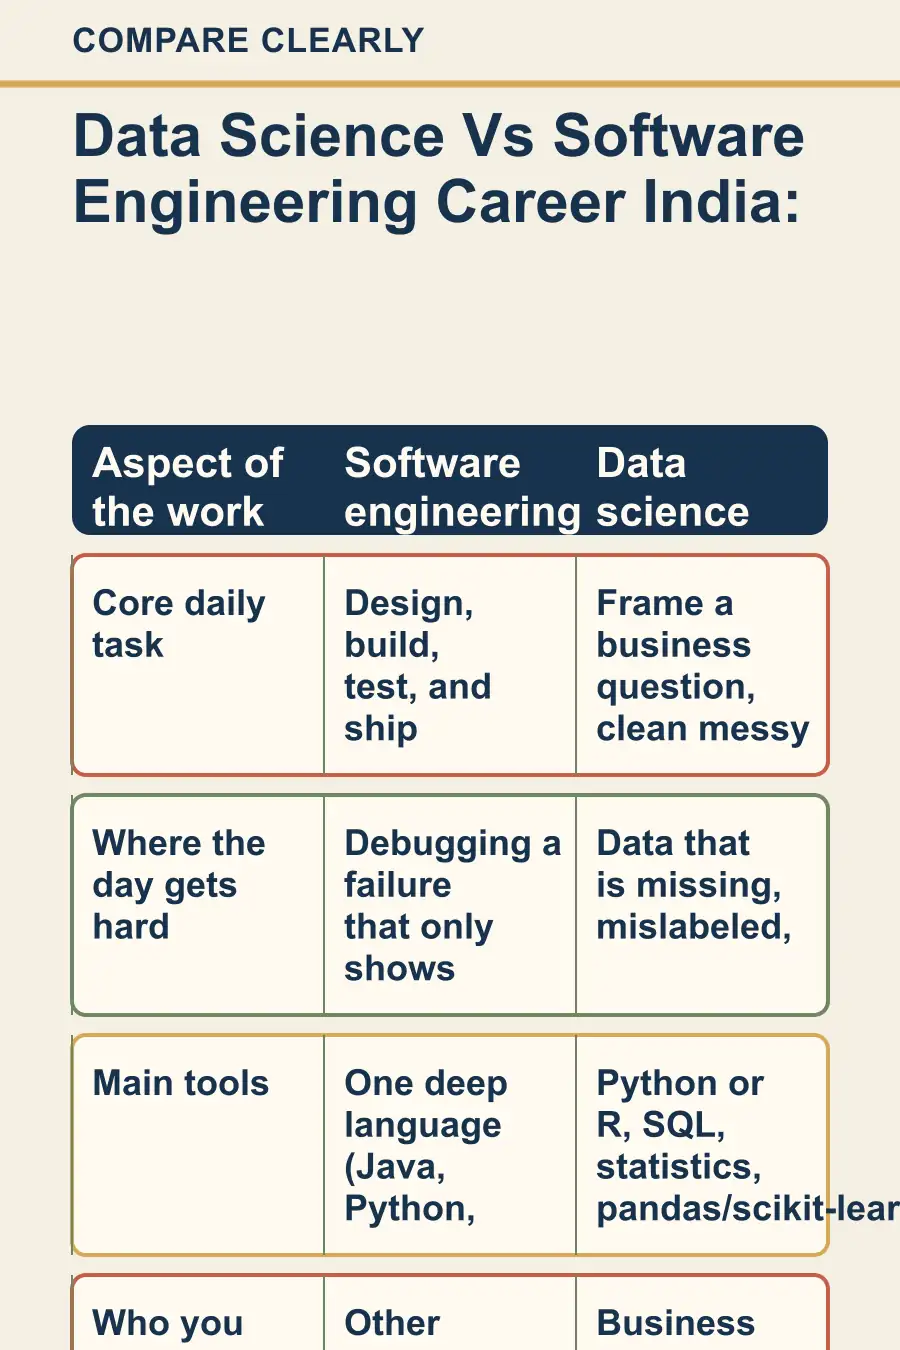 COMPARE CLEARLY
Data Science Vs Software
Engineering Career India:
Aspect of
the work
Software
engineering
Data
science
Core daily
task
Design,
build,
test, and
ship
Frame a
business
question,
clean messy
Where the
day gets
hard
Debugging a
failure
that only
shows
Data that
is missing,
mislabeled,
Main tools
One deep
language
(Java,
Python,
Python or
R, SQL,
statistics,
pandas/scikit-lear
Who you
Other
Business